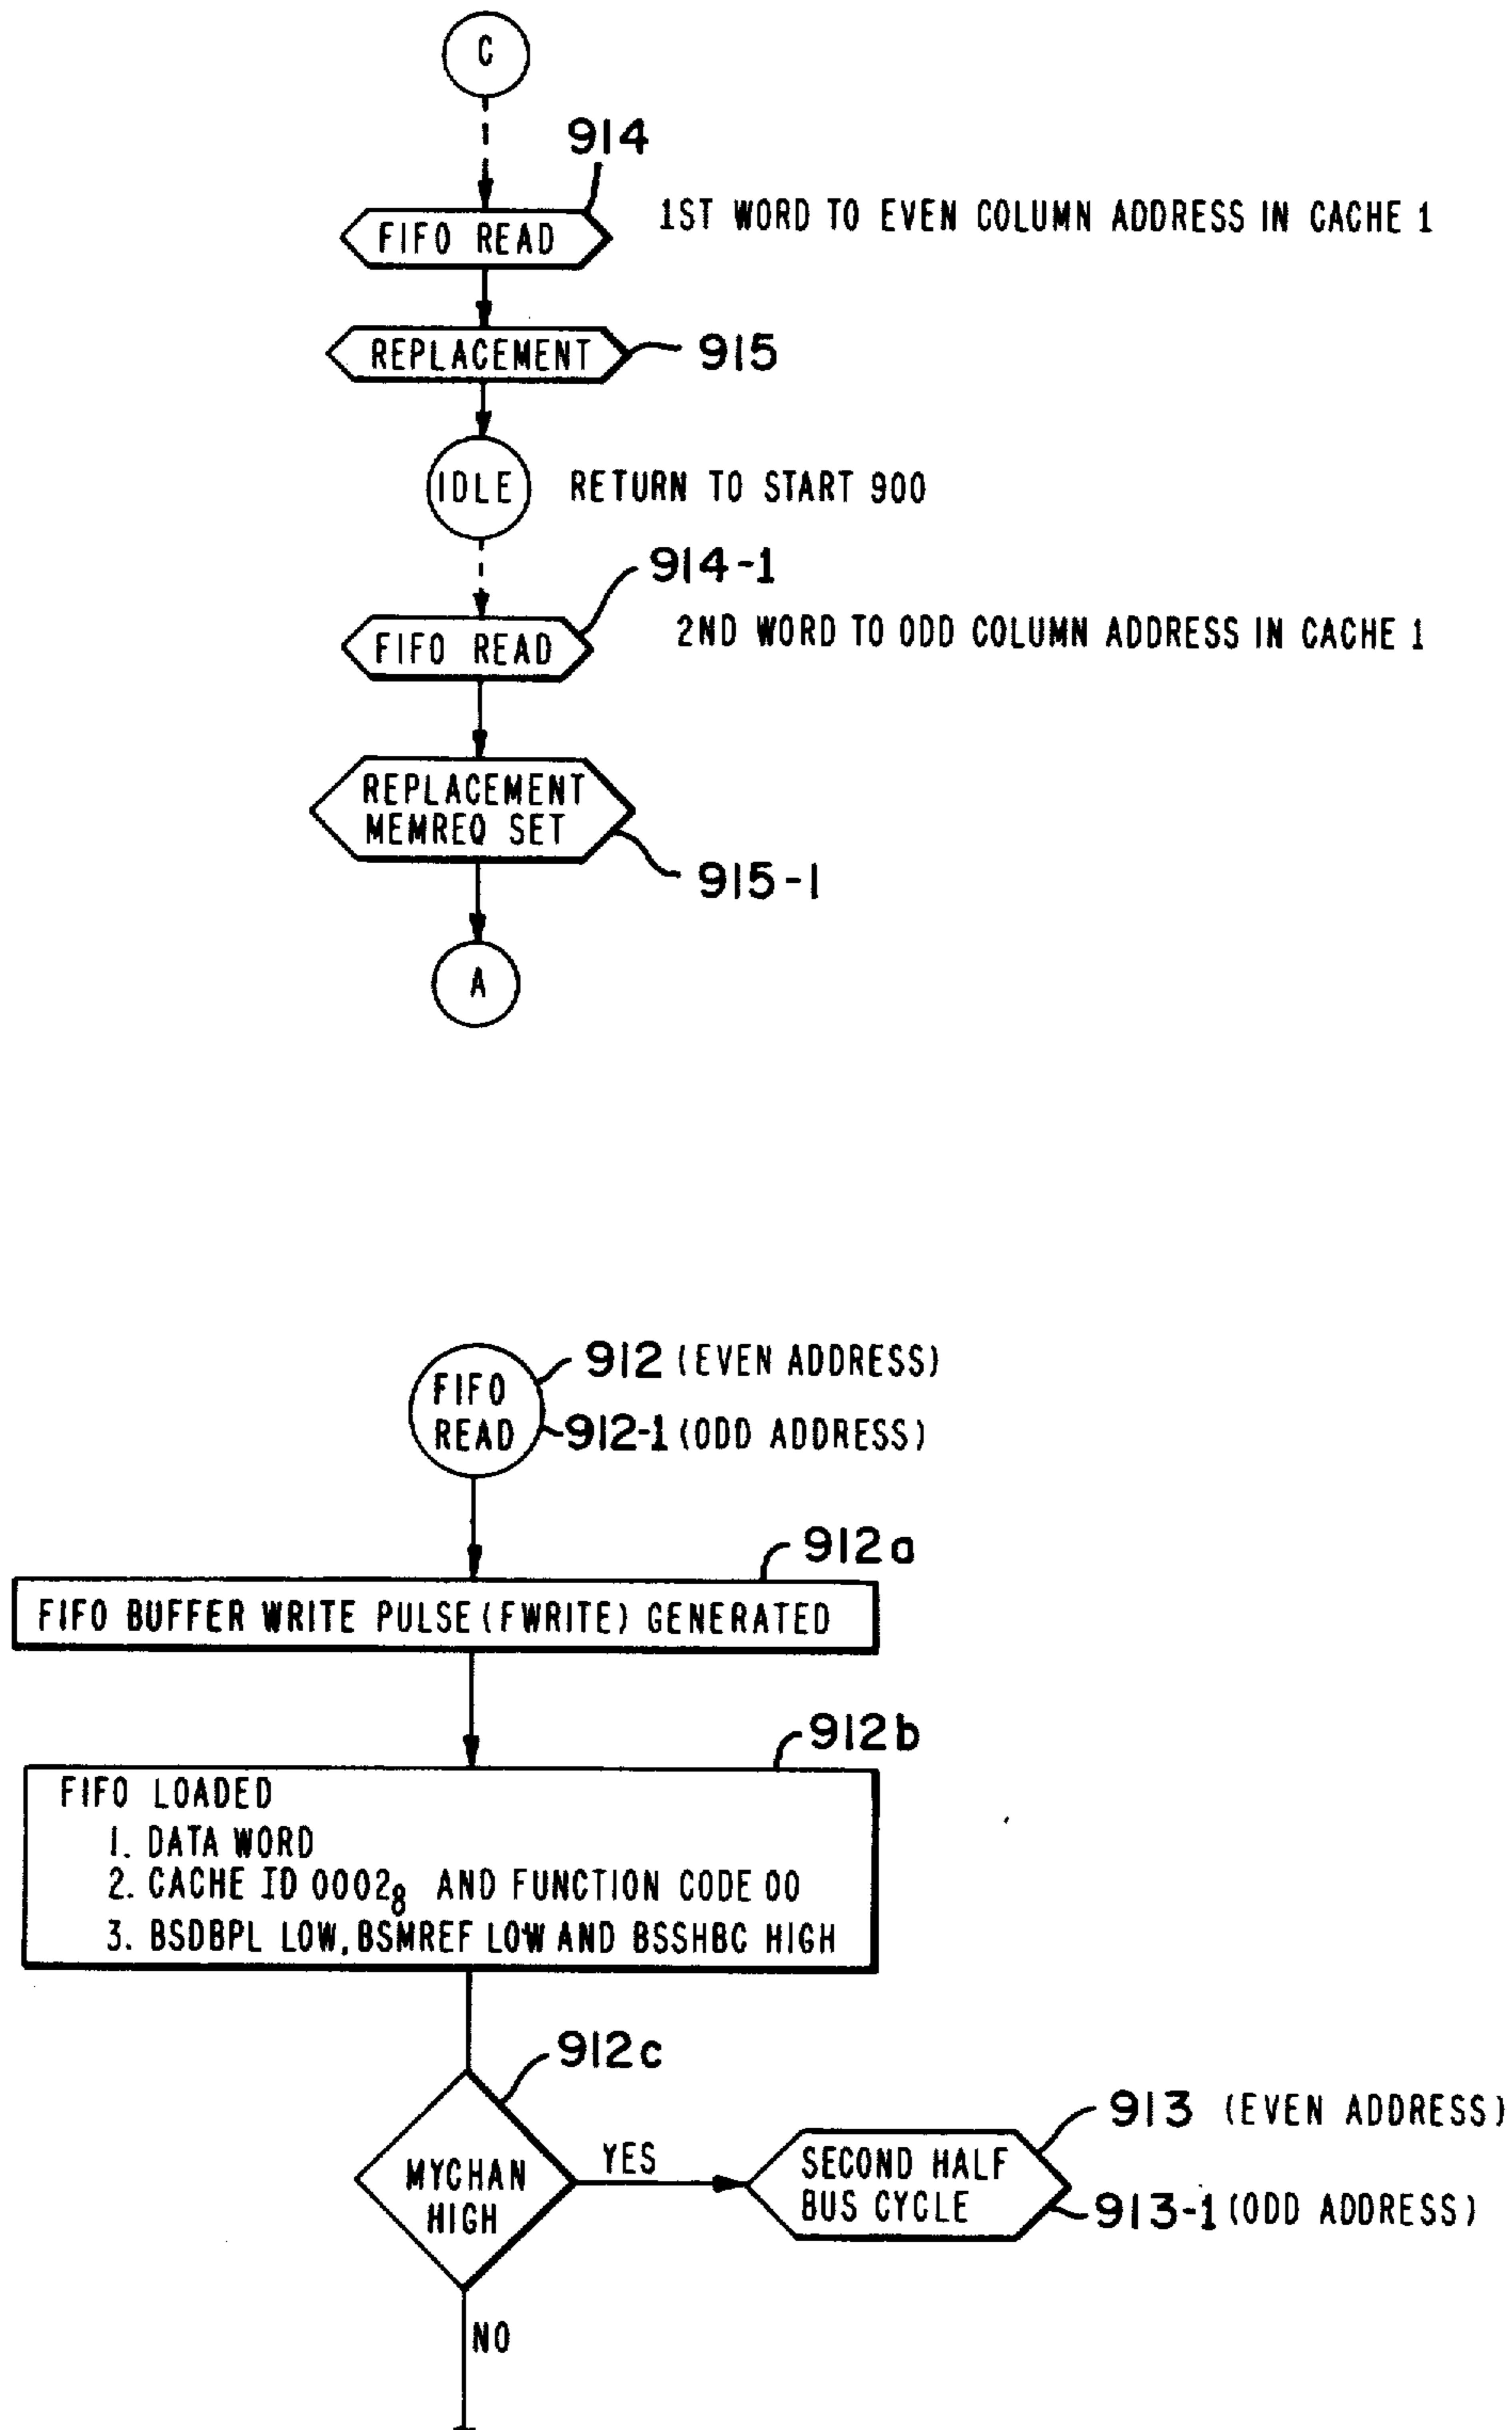 C
914
FIFO READ
1ST WORD TO EVEN COLUMN ADDRESS IN CACHE 1
REPLACEMENT
915
IDLE
RETURN TO START 900
914-1
FIFO READ
2ND WORD TO ODD COLUMN ADDRESS IN CACHE 1
REPLACEMENT
MEMREQ SET
915-1
A
FIFO
READ
912 (EVEN ADDRESS)
912-1 (ODD ADDRESS)
912a
FIFO BUFFER WRITE PULSE (FWRITE) GENERATED
912b
FIFO LOADED
1. DATA WORD
2. CACHE ID 0002₈ AND FUNCTION CODE 00
3. BSDBPL LOW, BSMREF LOW AND BSSHBC HIGH
912c
MYCHAN
HIGH
YES
SECOND HALF
BUS CYCLE
913 (EVEN ADDRESS)
913-1 (ODD ADDRESS)
NO